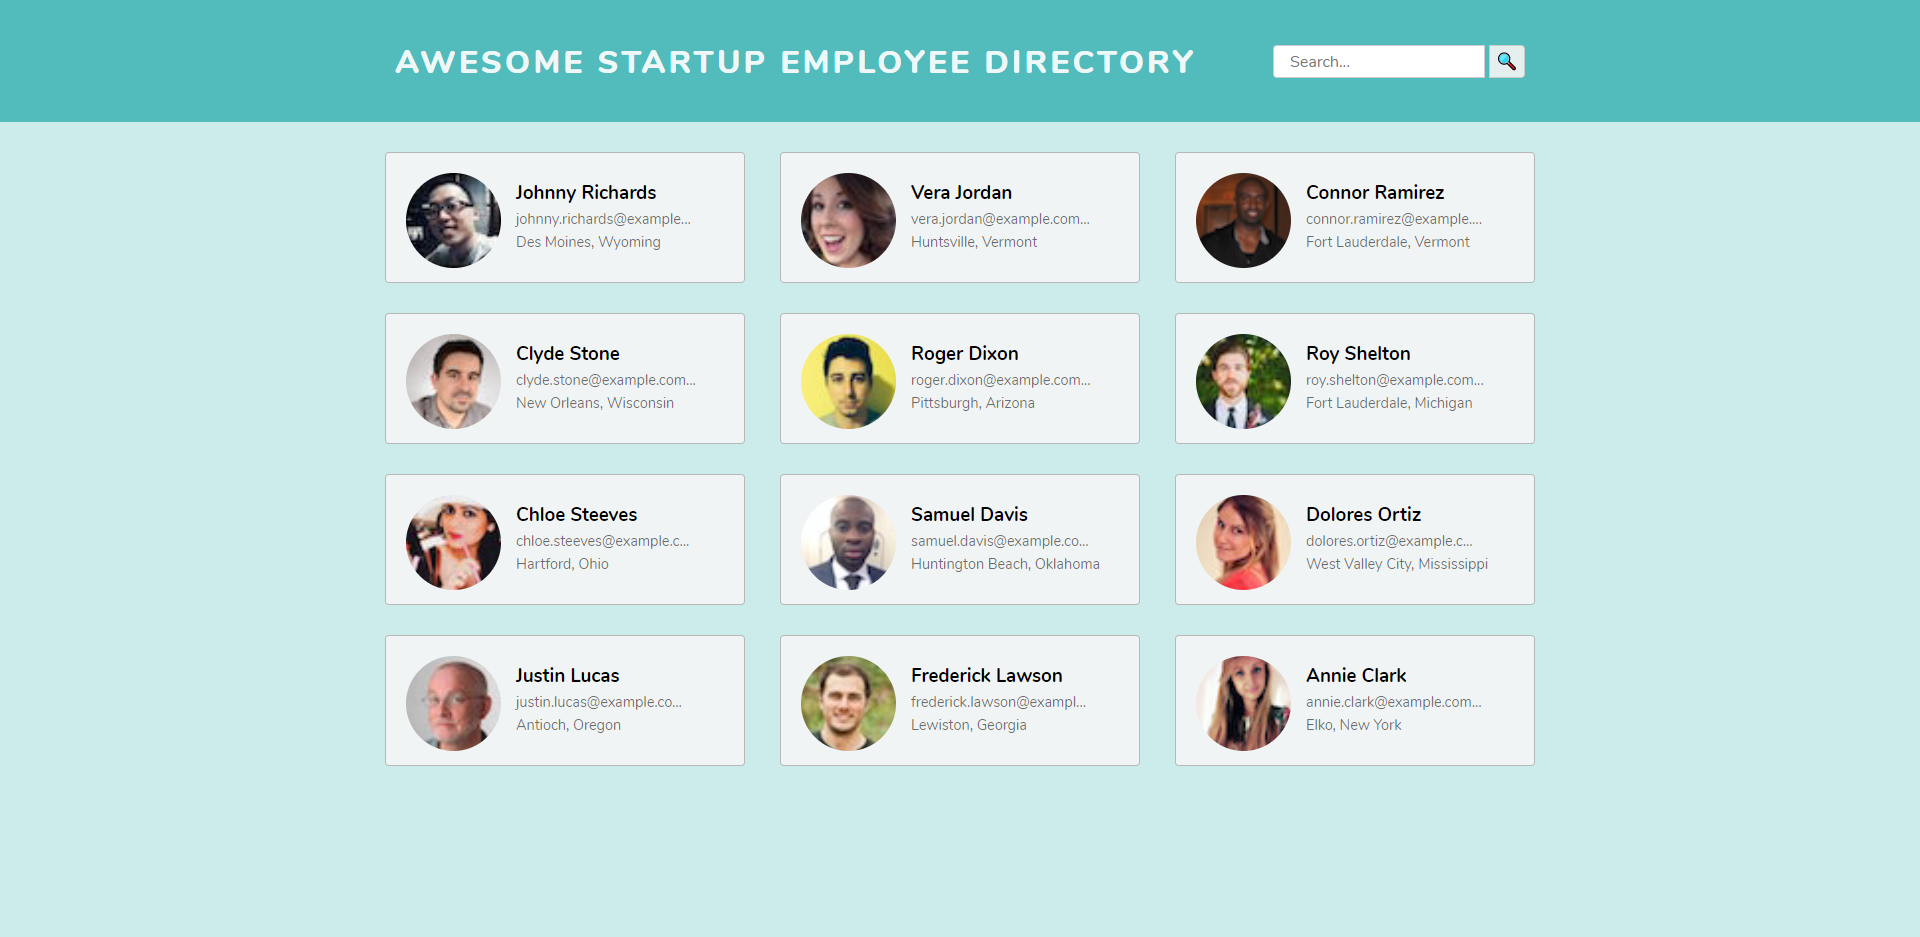 AWESOME STARTUP EMPLOYEE DIRECTORY
Search...
Johnny Richards
johnny.richards@example...
Des Moines, Wyoming
Vera Jordan
vera.jordan@example.com...
Huntsville, Vermont
Connor Ramirez
connor.ramirez@example....
Fort Lauderdale, Vermont
Clyde Stone
clyde.stone@example.com...
New Orleans, Wisconsin
Roger Dixon
roger.dixon@example.com...
Pittsburgh, Arizona
Roy Shelton
roy.shelton@example.com...
Fort Lauderdale, Michigan
Chloe Steeves
chloe.steeves@example.c...
Hartford, Ohio
Samuel Davis
samuel.davis@example.co...
Huntington Beach, Oklahoma
Dolores Ortiz
dolores.ortiz@example.c...
West Valley City, Mississippi
Justin Lucas
justin.lucas@example.co...
Antioch, Oregon
Frederick Lawson
frederick.lawson@exampl...
Lewiston, Georgia
Annie Clark
annie.clark@example.com...
Elko, New York